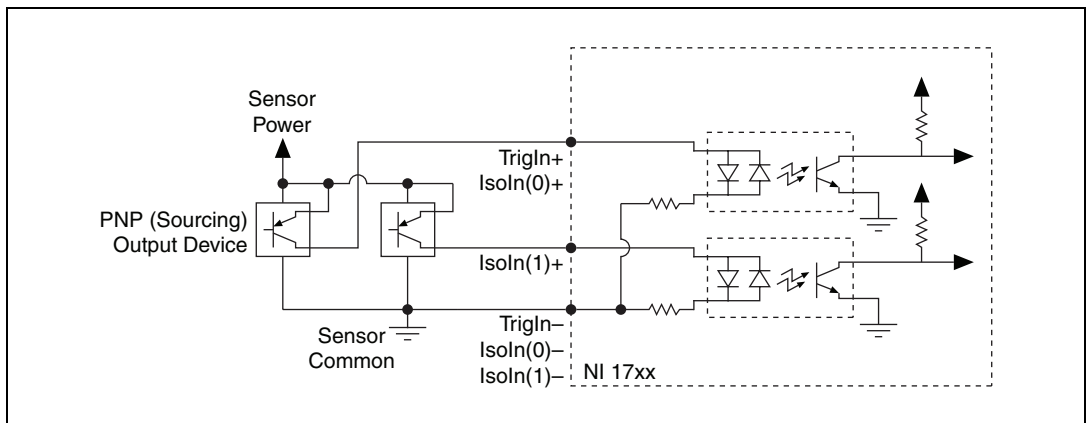 Sensor
Power
TrigIn+
IsoIn(0)+
PNP (Sourcing)
Output Device
IsoIn(1)+
Sensor
Common
TrigIn–
IsoIn(0)–
IsoIn(1)–
NI 17xx